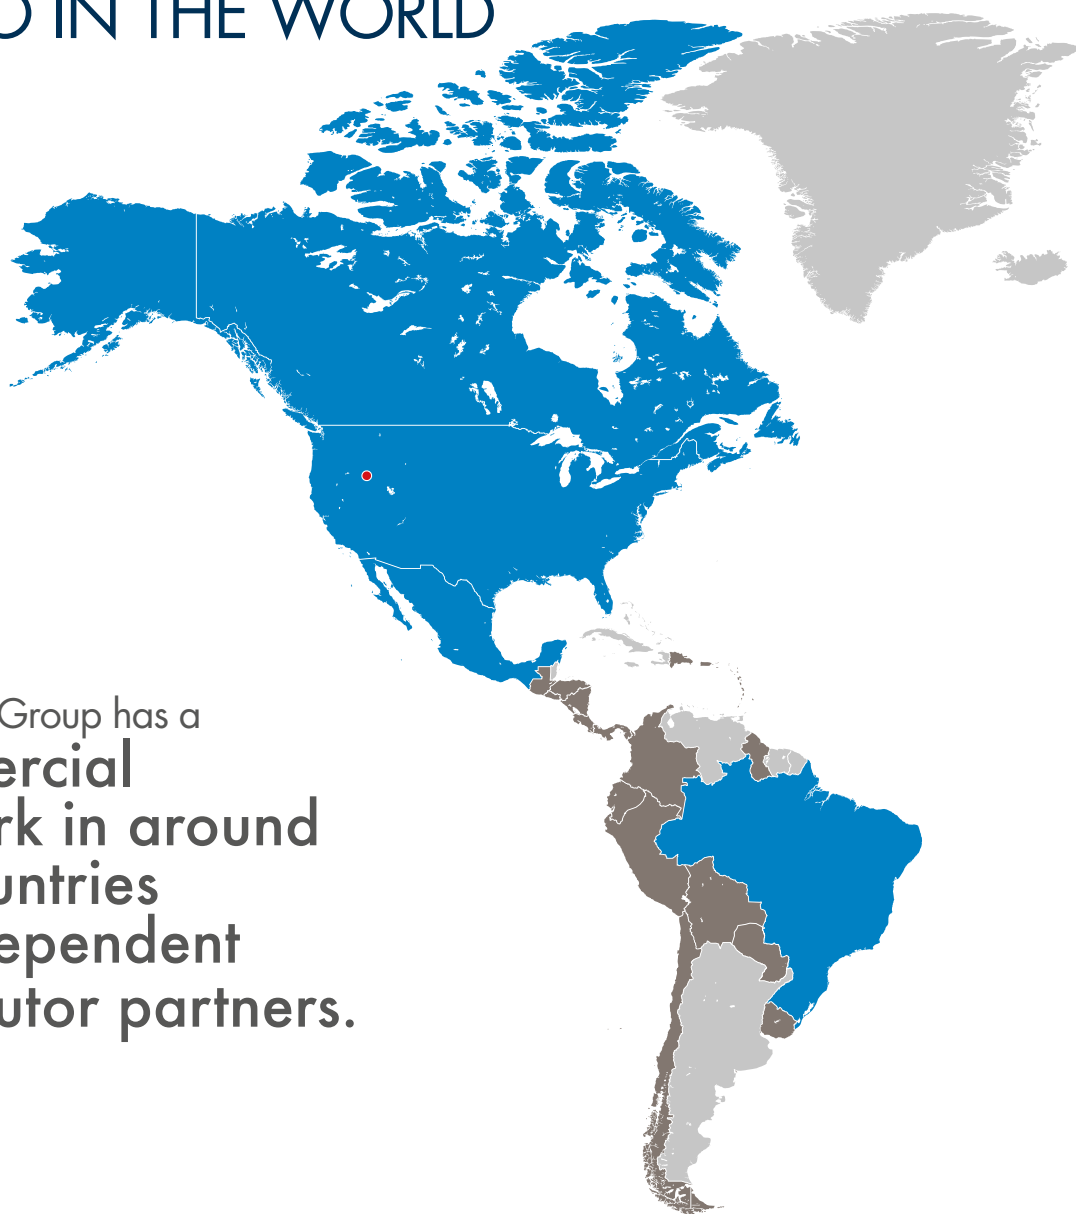 O IN THE WORLD
Group has a
ercial
rk in around
untries
ependent
utor partners.